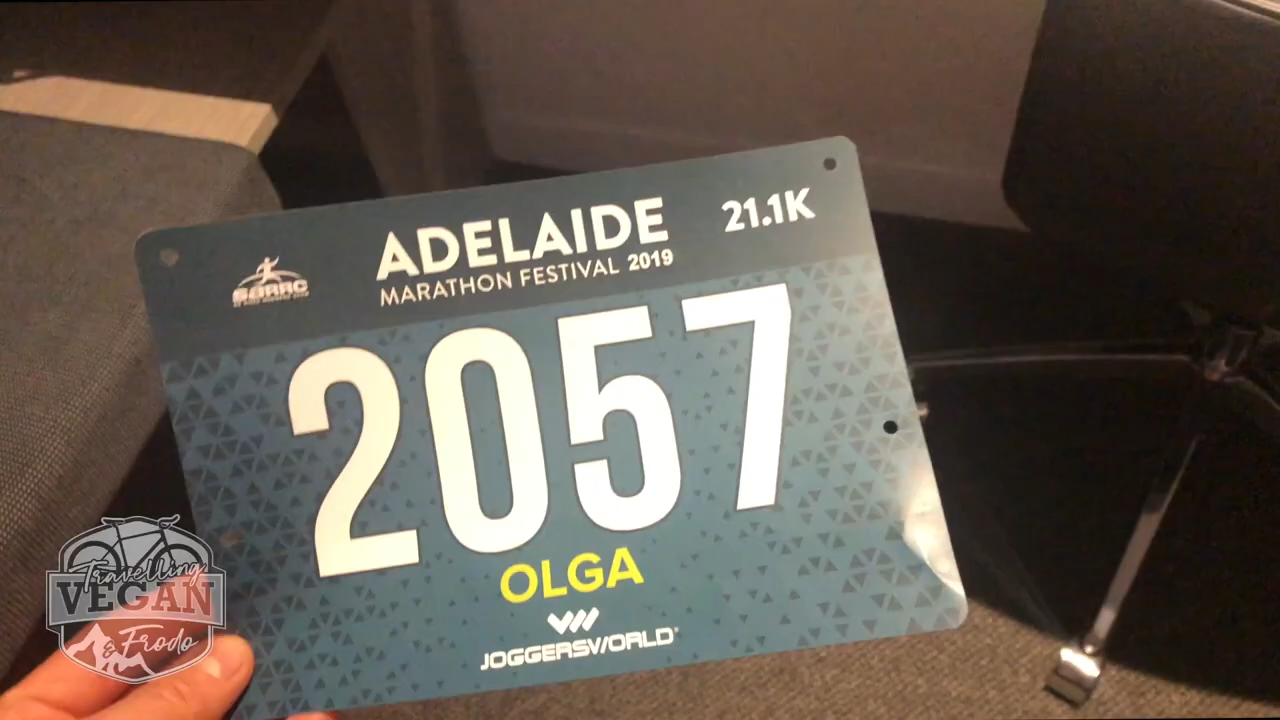 ADELAIDE
21.1K
MARATHON FESTIVAL 2019
SARRC
2057
OLGA
JOGGERSWORLD
Travelling
VEGAN
& Frodo